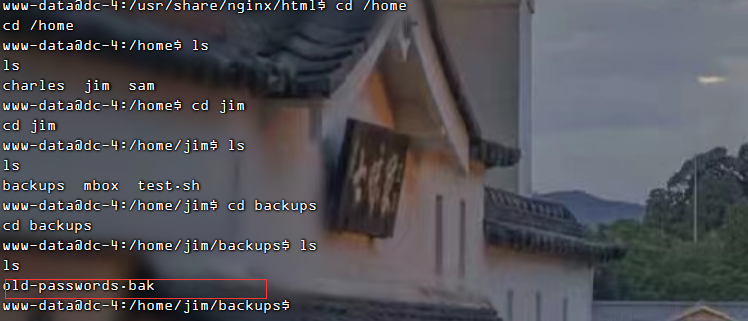 www-data@dc-4:/usr/share/nginx/html$ cd /home
cd /home
www-data@dc-4:/home$ ls
ls
charles  jim  sam
www-data@dc-4:/home$ cd jim
cd jim
www-data@dc-4:/home/jim$ ls
ls
backups  mbox  test.sh
www-data@dc-4:/home/jim$ cd backups
cd backups
www-data@dc-4:/home/jim/backups$ ls
ls
old-passwords.bak
www-data@dc-4:/home/jim/backups$